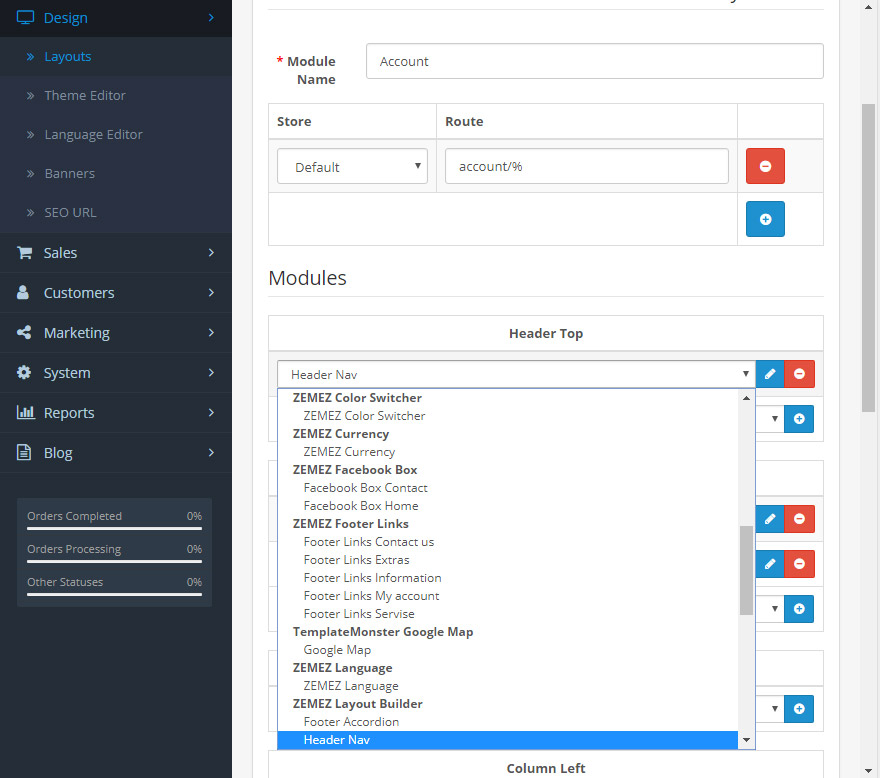 Design
Layouts
Theme Editor
Language Editor
Banners
SEO URL
Sales
Customers
Marketing
System
Reports
Blog
Orders Completed 0%
Orders Processing 0%
Other Statuses 0%
* Module Name
Account
Store Route
Default account/%
Modules
Header Top
Header Nav
ZEMEZ Color Switcher
ZEMEZ Color Switcher
ZEMEZ Currency
ZEMEZ Currency
ZEMEZ Facebook Box
Facebook Box Contact
Facebook Box Home
ZEMEZ Footer Links
Footer Links Contact us
Footer Links Extras
Footer Links Information
Footer Links My account
Footer Links Servise
TemplateMonster Google Map
Google Map
ZEMEZ Language
ZEMEZ Language
ZEMEZ Layout Builder
Footer Accordion
Header Nav
Column Left